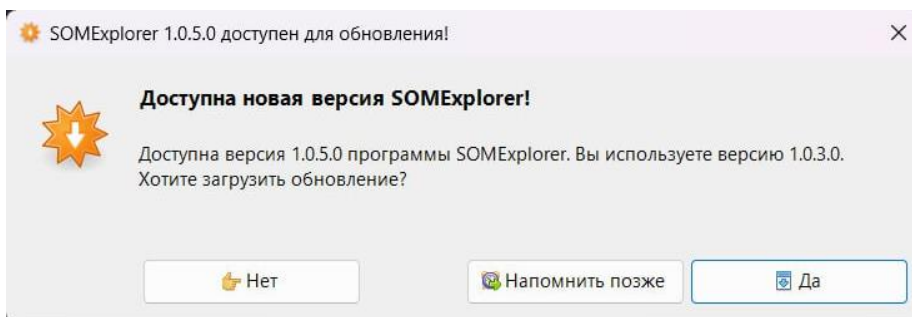 SOMExplorer 1.0.5.0 доступен для обновления!
Доступна новая версия SOMExplorer!
Доступна версия 1.0.5.0 программы SOMExplorer. Вы используете версию 1.0.3.0.
Хотите загрузить обновление?
Нет
Напомнить позже
Да